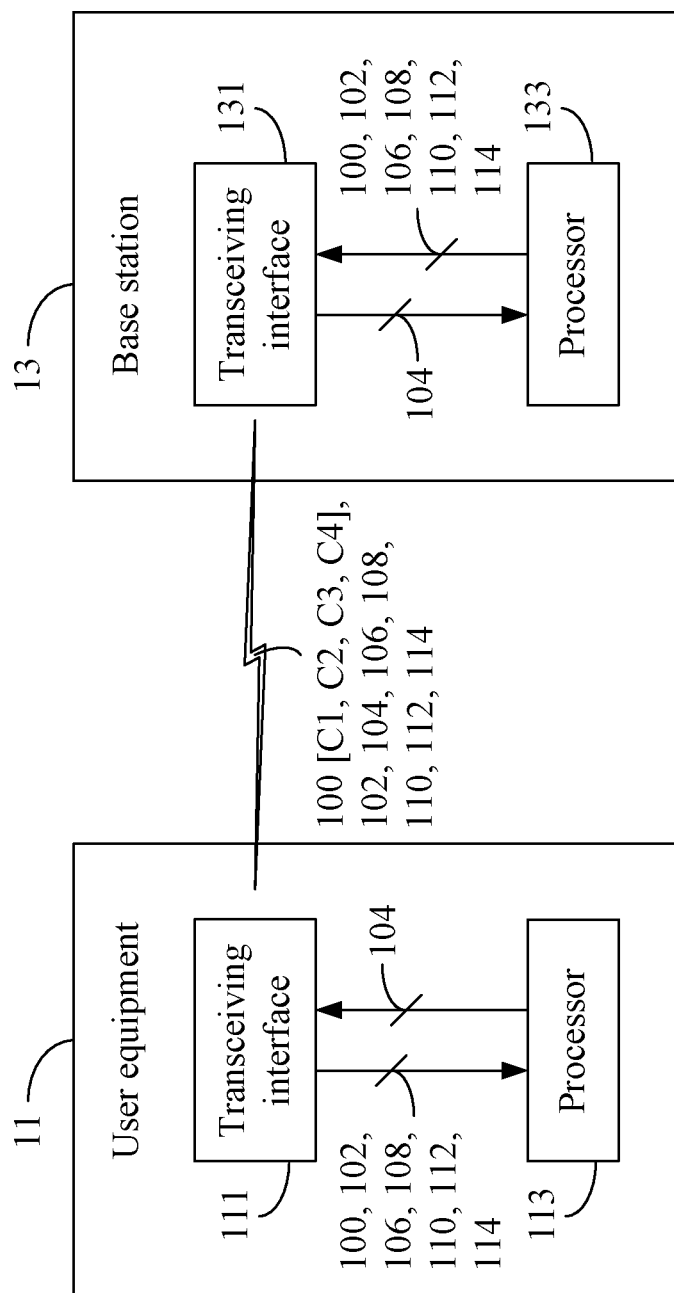 11
User equipment
111
Transceiving
interface
100, 102,
106, 108,
110, 112,
114
104
113
Processor
100 [C1, C2, C3, C4],
102, 104, 106, 108,
110, 112, 114
13
Base station
131
Transceiving
interface
104
100, 102,
106, 108,
110, 112,
114
133
Processor